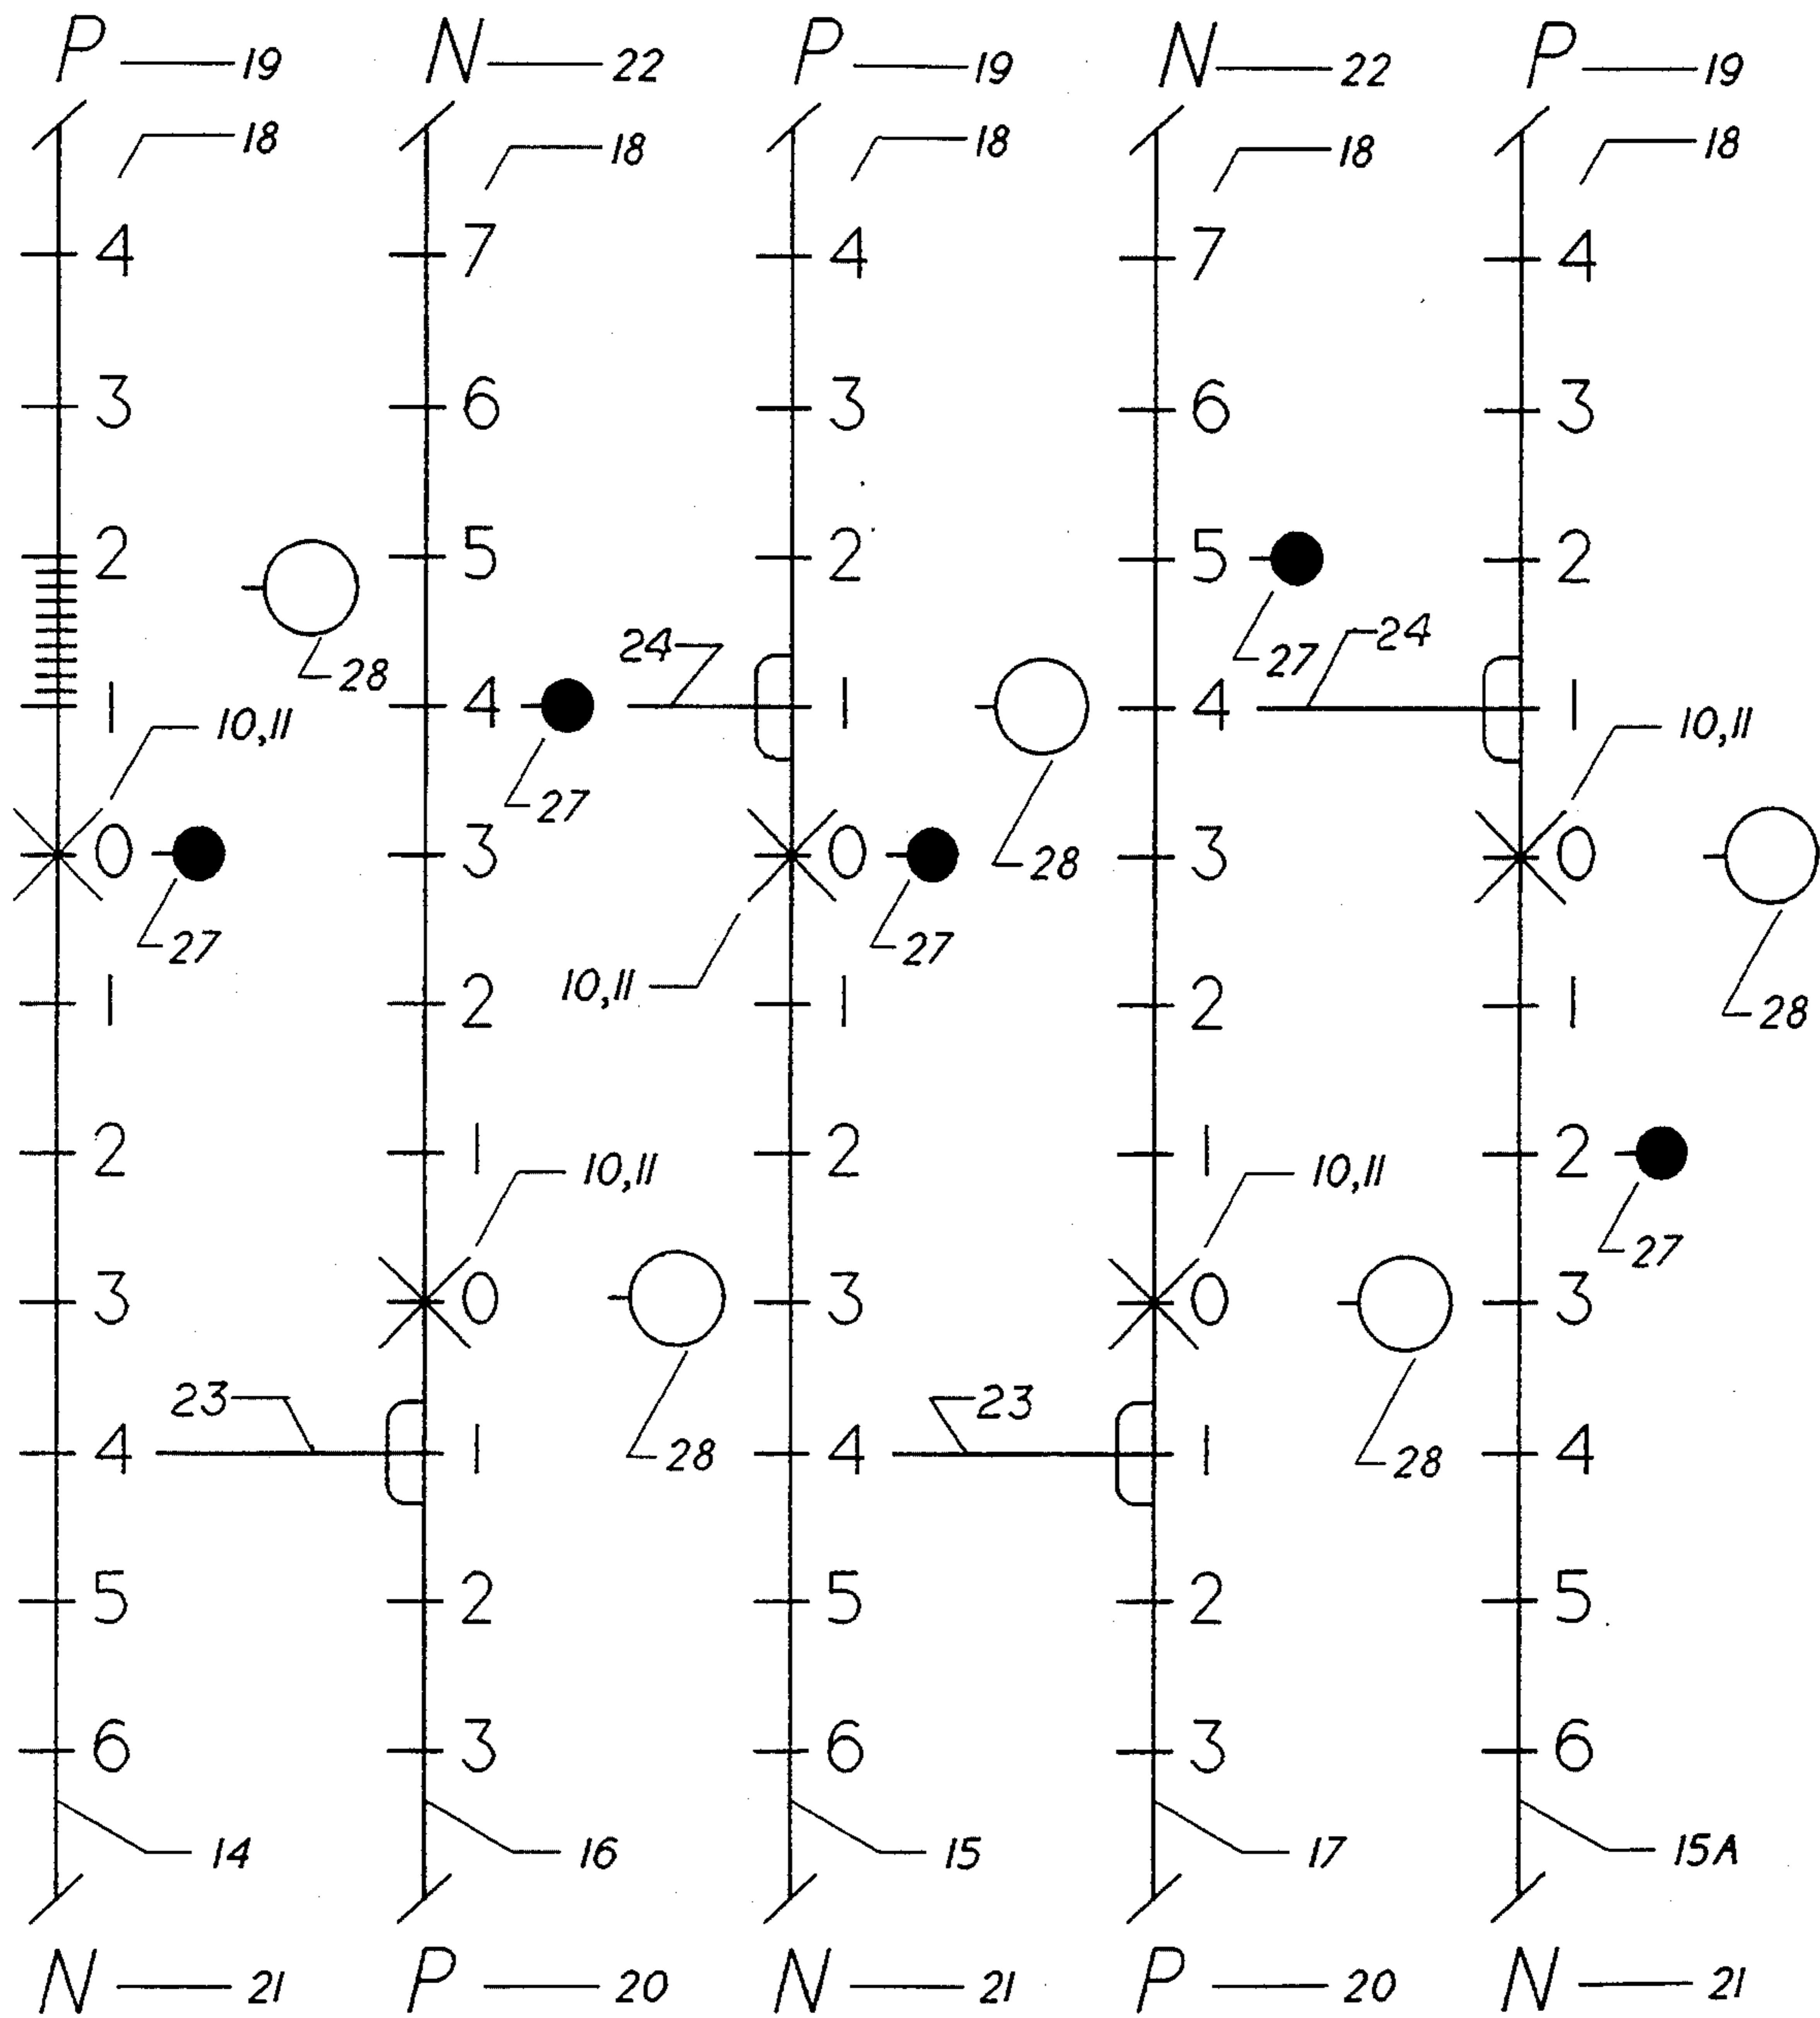 P 19 N 22 P 19 N 22 P 19
18 18 18 18 18
4 7 4 7 4
3 6 3 6 3
2 5 2 5 2
28 24 27 24
1 4 1 4 1
10,11 27 28 10,11
0 3 0 3 0
27 10,11 27 28
1 2 1 2 1
2 1 2 1 2
10,11 10,11 27
3 0 3 0 3
23 28 23 28
4 1 4 1 4
5 2 5 2 5
6 3 6 3 6
14 16 15 17 15A
N 21 P 20 N 21 P 20 N 21